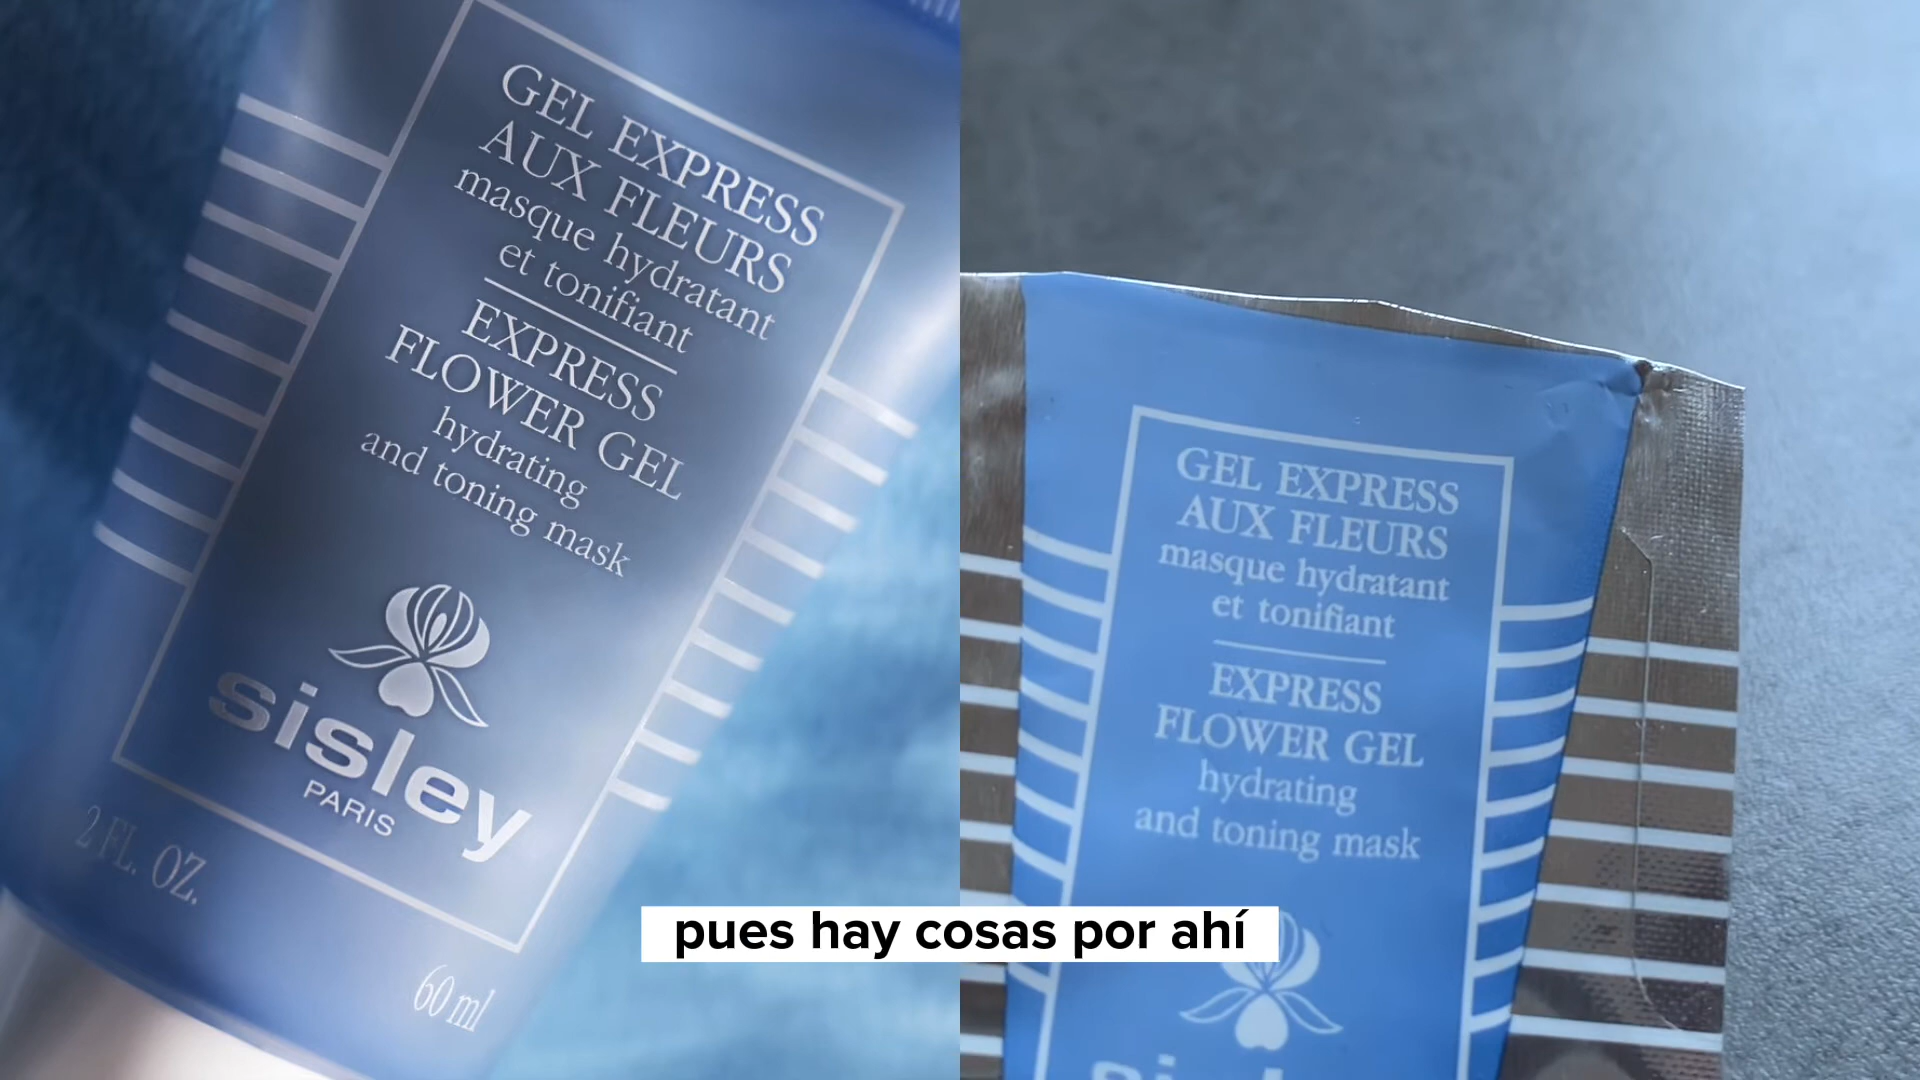 GEL EXPRESS
AUX FLEURS
masque hydratant
et tonifiant
EXPRESS
FLOWER GEL
hydrating
and toning mask
sisley
PARIS
2 FL. OZ.
60 ml
GEL EXPRESS
AUX FLEURS
masque hydratant
et tonifiant
EXPRESS
FLOWER GEL
hydrating
and toning mask
pues hay cosas por ahí